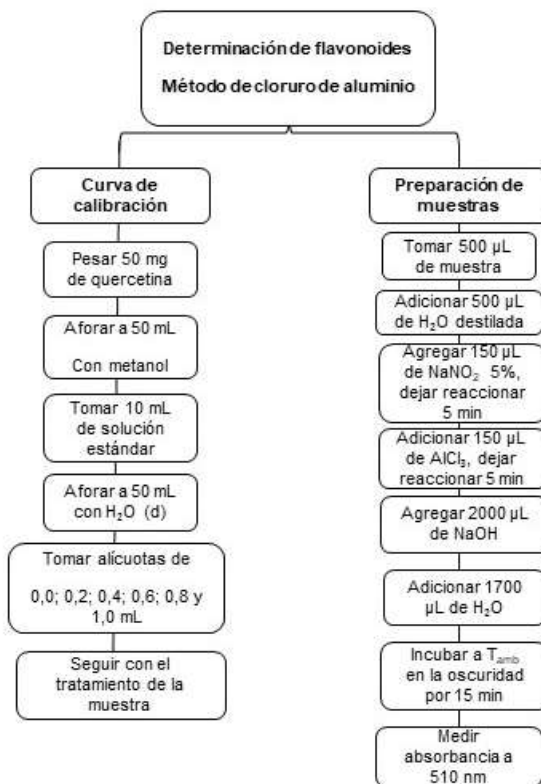 Determinación de flavonoides
Método de cloruro de aluminio
Curva de
calibración
Pesar 50 mg
de quercetina
Aforar a 50 mL
Con metanol
Tomar 10 mL
de solución
estándar
Aforar a 50 mL
con H₂O (d)
Tomar alícuotas de
0,0; 0,2; 0,4; 0,6; 0,8 y
1,0 mL
Seguir con el
tratamiento de la
muestra
Preparación de
muestras
Tomar 500 µL
de muestra
Adicionar 500 µL
de H₂O destilada
Agregar 150 µL
de NaNO₂ 5%,
dejar reaccionar
5 min
Adicionar 150 µL
de AlCl₃, dejar
reaccionar 5 min
Agregar 2000 µL
de NaOH
Adicionar 1700
µL de H₂O
Incubar a Tamb
en la oscuridad
por 15 min
Medir
absorbancia a
510 nm